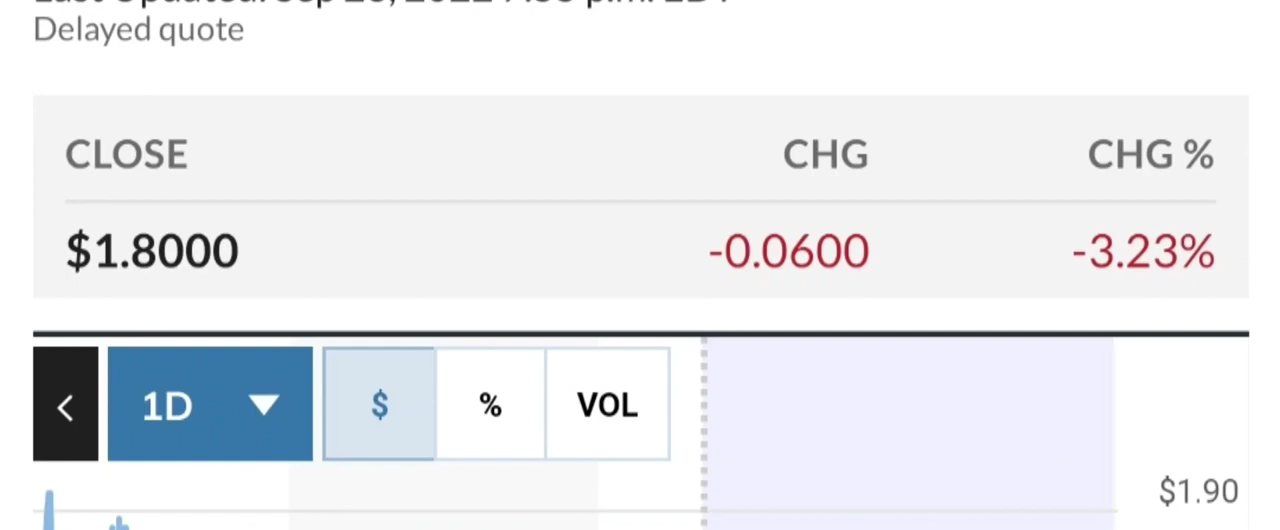 Delayed quote
CLOSE CHG CHG %
$1.8000 -0.0600 -3.23%
1D $ % VOL
$1.90